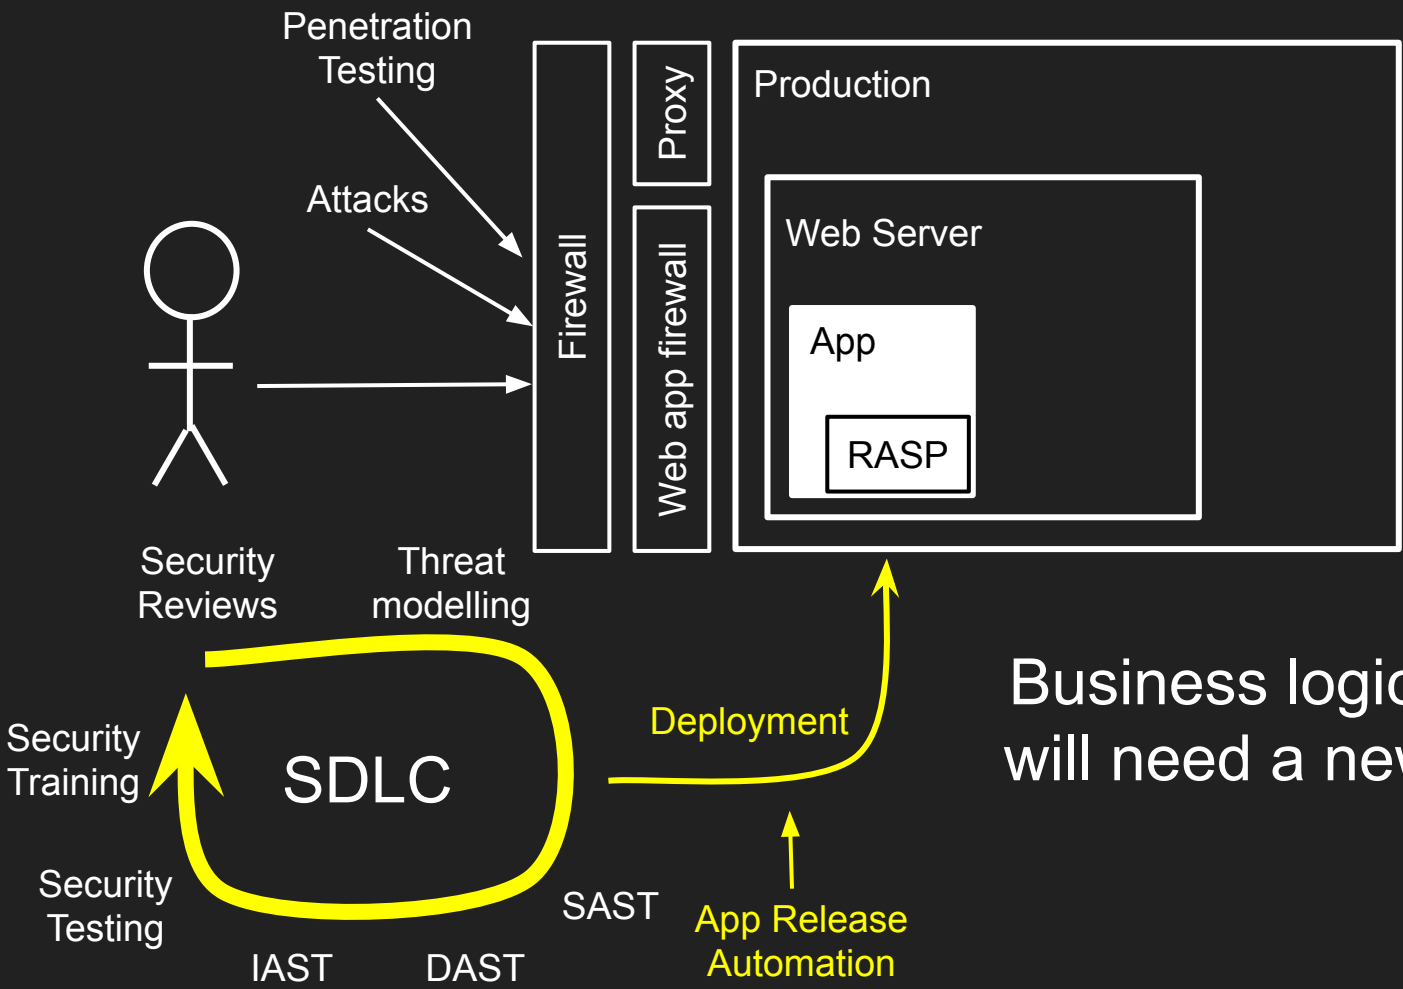 Penetration
Testing
Attacks
Firewall
Proxy
Web app firewall
Production
Web Server
App
RASP
Security
Reviews
Threat
modelling
Security
Training
SDLC
Security
Testing
IAST
DAST
SAST
Deployment
App Release
Automation
Business logic
will need a